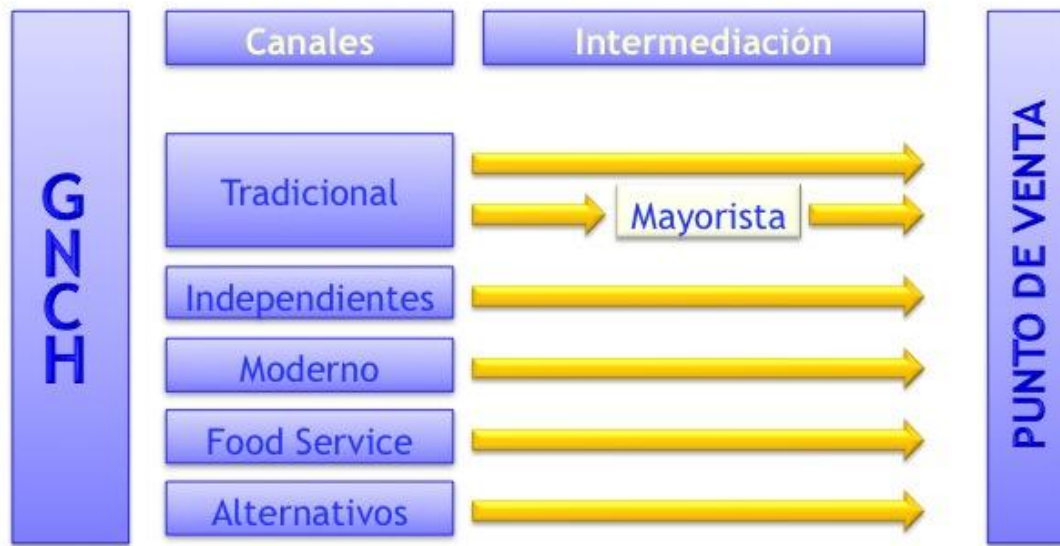 GNCH
Canales
Intermediación
Tradicional
Mayorista
Independientes
Moderno
Food Service
Alternativos
PUNTO DE VENTA